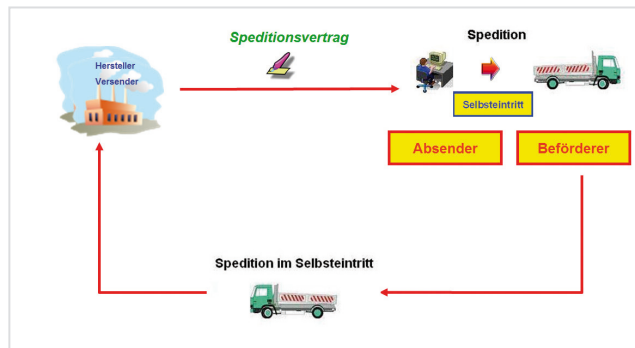 Speditionsvertrag
Spedition
Hersteller
Versender
Selbsteintritt
Absender
Beförderer
Spedition im Selbsteintritt